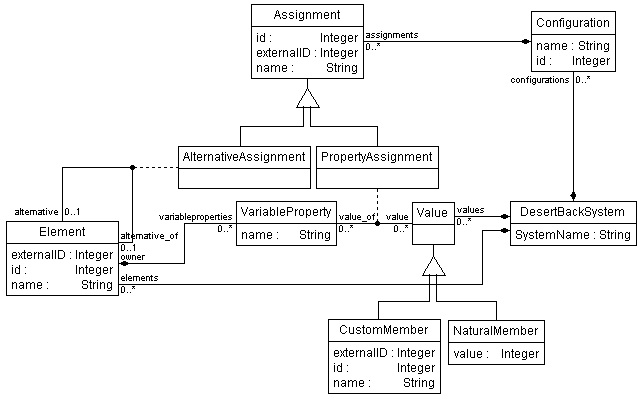 Assignment
id : Integer
externalID : Integer
name : String
assignments
0..*
Configuration
name : String
id : Integer
configurations 0..*
AlternativeAssignment
PropertyAssignment
alternative 0..1
Element
externalID : Integer
id : Integer
name : String
alternative_of
0..1
owner
variableproperties
0..*
VariableProperty
name : String
value_of
0..*
value
0..*
Value
values
0..*
DesertBackSystem
SystemName : String
elements
0..*
CustomMember
externalID : Integer
id : Integer
name : String
NaturalMember
value : Integer